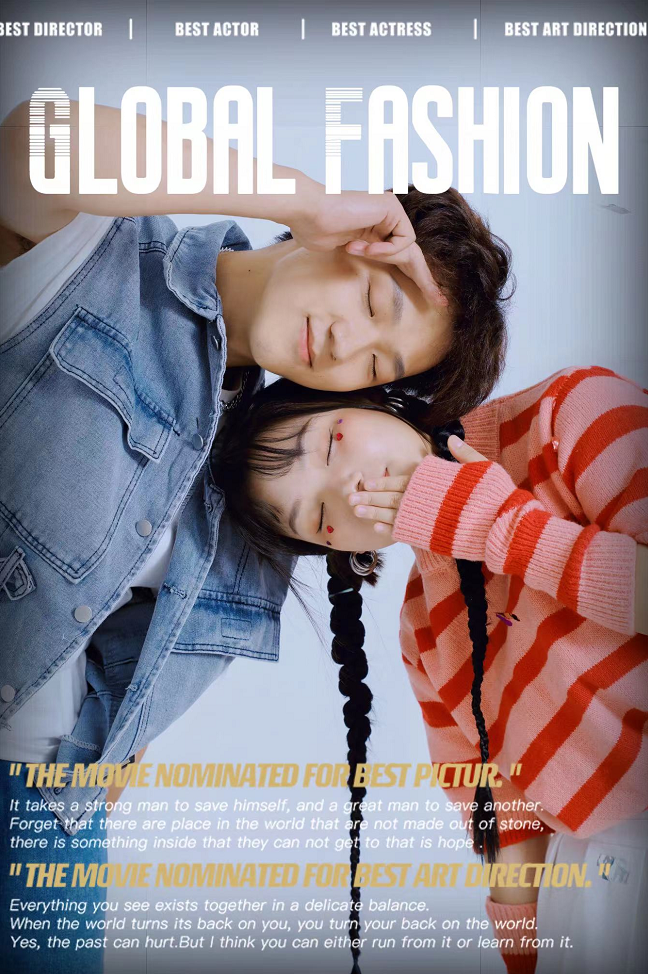 BEST DIRECTOR | BEST ACTOR | BEST ACTRESS | BEST ART DIRECTION
GLOBAL FASHION
" THE MOVIE NOMINATED FOR BEST PICTUR. "
It takes a strong man to save himself, and a great man to save another.
Forget that there are place in the world that are not made out of stone,
there is something inside that they can not get to that is hope .
" THE MOVIE NOMINATED FOR BEST ART DIRECTION. "
Everything you see exists together in a delicate balance.
When the world turns its back on you, you turn your back on the world.
Yes, the past can hurt.But I think you can either run from it or learn from it.